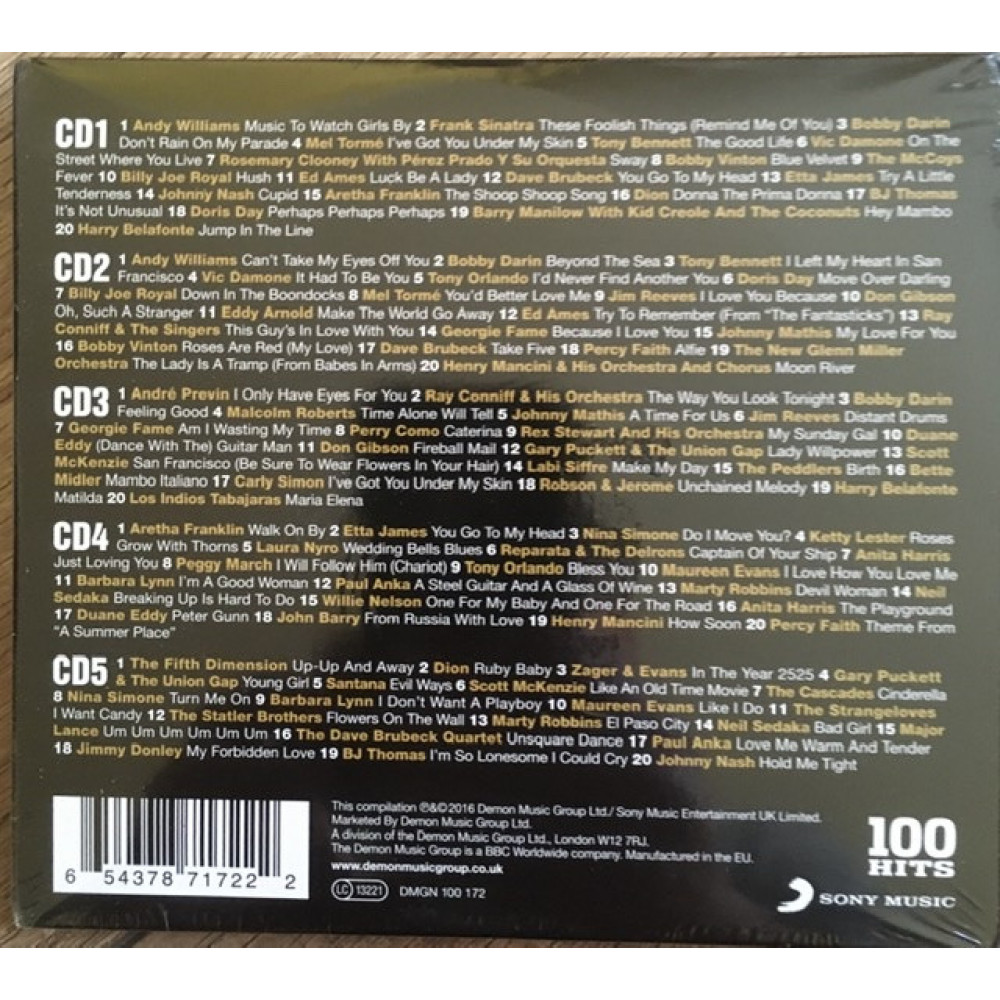 CD1 1 Andy Williams Music To Watch Girls By 2 Frank Sinatra These Foolish Things (Remind Me Of You) 3 Bobby Darin
Don't Rain On My Parade 4 Mel Tormé I've Got You Under My Skin 5 Tony Bennett The Good Life 6 Vic Damone On The
Street Where You Live 7 Rosemary Clooney With Pérez Prado Y Su Orquesta Sway 8 Bobby Vinton Blue Velvet 9 The McCoys
Fever 10 Billy Joe Royal Hush 11 Ed Ames Luck Be A Lady 12 Dave Brubeck You Go To My Head 13 Etta James Try A Little
Tenderness 14 Johnny Nash Cupid 15 Aretha Franklin The Shoop Shoop Song 16 Dion Donna The Prima Donna 17 BJ Thomas
It's Not Unusual 18 Doris Day Perhaps Perhaps Perhaps 19 Barry Manilow With Kid Creole And The Coconuts Hey Mambo
20 Harry Belafonte Jump In The Line
CD2 1 Andy Williams Can't Take My Eyes Off You 2 Bobby Darin Beyond The Sea 3 Tony Bennett I Left My Heart In San
Francisco 4 Vic Damone It Had To Be You 5 Tony Orlando I'd Never Find Another You 6 Doris Day Move Over Darling
7 Billy Joe Royal Down In The Boondocks 8 Mel Tormé You'd Better Love Me 9 Jim Reeves I Love You Because 10 Don Gibson
Oh, Such A Stranger 11 Eddy Arnold Make The World Go Away 12 Ed Ames Try To Remember (From "The Fantasticks") 13 Ray
Conniff & The Singers This Guy's In Love With You 14 Georgie Fame Because I Love You 15 Johnny Mathis My Love For You
16 Bobby Vinton Roses Are Red (My Love) 17 Dave Brubeck Take Five 18 Percy Faith Alfie 19 The New Glenn Miller
Orchestra The Lady Is A Tramp (From Babes In Arms) 20 Henry Mancini & His Orchestra And Chorus Moon River
CD3 1 André Previn I Only Have Eyes For You 2 Ray Conniff & His Orchestra The Way You Look Tonight 3 Bobby Darin
Feeling Good 4 Malcolm Roberts Time Alone Will Tell 5 Johnny Mathis A Time For Us 6 Jim Reeves Distant Drums
7 Georgie Fame Am I Wasting My Time 8 Perry Como Caterina 9 Rex Stewart And His Orchestra My Sunday Gal 10 Duane
Eddy (Dance With The) Guitar Man 11 Don Gibson Fireball Mail 12 Gary Puckett & The Union Gap Lady Willpower 13 Scott
McKenzie San Francisco (Be Sure To Wear Flowers In Your Hair) 14 Labi Siffre Make My Day 15 The Peddlers Birth 16 Bette
Midler Mambo Italiano 17 Carly Simon I've Got You Under My Skin 18 Robson & Jerome Unchained Melody 19 Harry Belafonte
Matilda 20 Los Indios Tabajaras Maria Elena
CD4 1 Aretha Franklin Walk On By 2 Etta James You Go To My Head 3 Nina Simone Do I Move You? 4 Ketty Lester Roses
Grow With Thorns 5 Laura Nyro Wedding Bells Blues 6 Reparata & The Delrons Captain Of Your Ship 7 Anita Harris
Just Loving You 8 Peggy March I Will Follow Him (Chariot) 9 Tony Orlando Bless You 10 Maureen Evans I Love How You Love Me
11 Barbara Lynn I'm A Good Woman 12 Paul Anka A Steel Guitar And A Glass Of Wine 13 Marty Robbins Devil Woman 14 Neil
Sedaka Breaking Up Is Hard To Do 15 Willie Nelson One For My Baby And One For The Road 16 Anita Harris The Playground
17 Duane Eddy Peter Gunn 18 John Barry From Russia With Love 19 Henry Mancini How Soon 20 Percy Faith Theme From
"A Summer Place"
CD5 1 The Fifth Dimension Up-Up And Away 2 Dion Ruby Baby 3 Zager & Evans In The Year 2525 4 Gary Puckett
& The Union Gap Young Girl 5 Santana Evil Ways 6 Scott McKenzie Like An Old Time Movie 7 The Cascades Cinderella
8 Nina Simone Turn Me On 9 Barbara Lynn I Don't Want A Playboy 10 Maureen Evans Like I Do 11 The Strangeloves
I Want Candy 12 The Statler Brothers Flowers On The Wall 13 Marty Robbins El Paso City 14 Neil Sedaka Bad Girl 15 Major
Lance Um Um Um Um Um Um 16 The Dave Brubeck Quartet Unsquare Dance 17 Paul Anka Love Me Warm And Tender
18 Jimmy Donley My Forbidden Love 19 BJ Thomas I'm So Lonesome I Could Cry 20 Johnny Nash Hold Me Tight
This compilation ℗&© 2016 Demon Music Group Ltd./ Sony Music Entertainment UK Limited.
Marketed By Demon Music Group Ltd.
A division of the Demon Music Group Ltd., London W12 7RJ.
The Demon Music Group is a BBC Worldwide company. Manufactured in the EU.
www.demonmusicgroup.co.uk
LC 13221 DMGN 100 172
6 54378 71722 2
100
HITS
SONY MUSIC